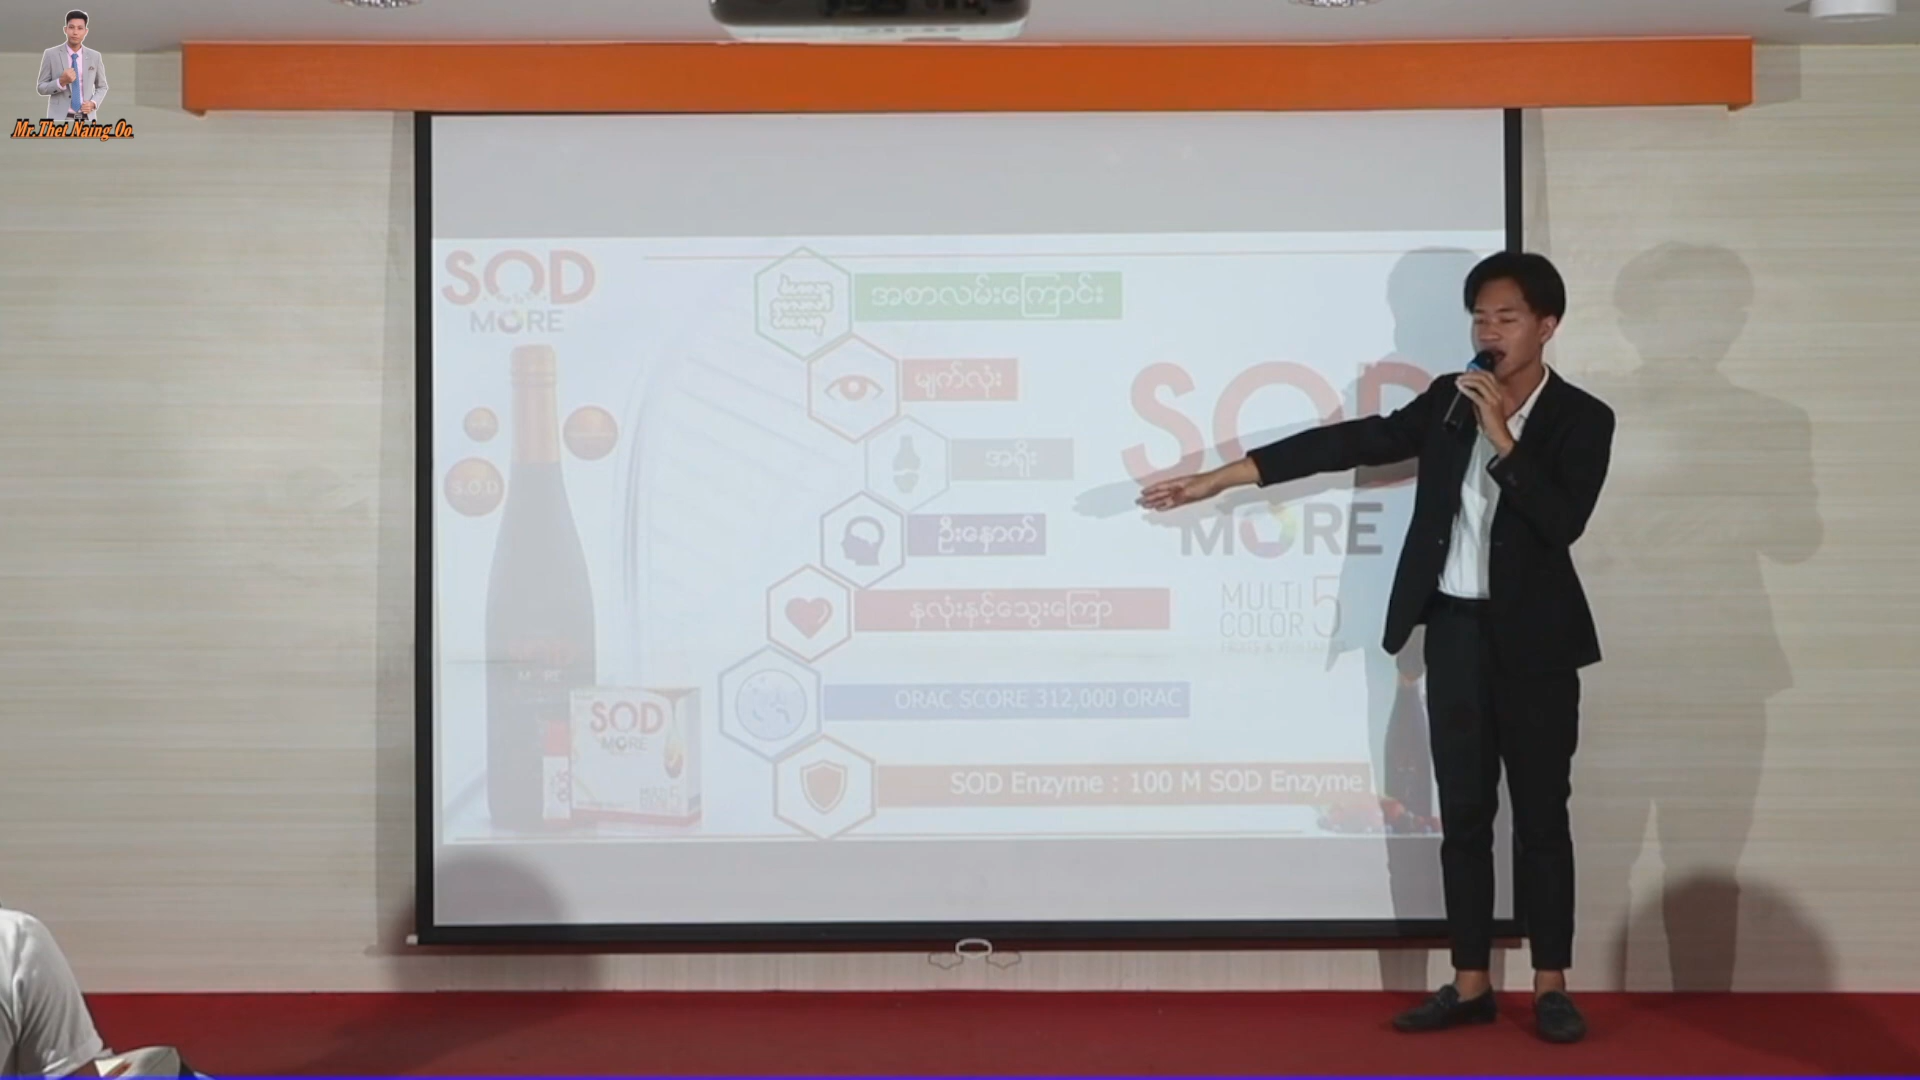 Mr.Thet Naing Oo
SOD
MORE
အစာလမ်းကြောင်း
မျက်လုံး
အရိုး
ဦးနှောက်
နှလုံးနှင့်သွေးကြော
ORAC SCORE 312,000 ORAC
SOD Enzyme : 100 M SOD Enzyme
SOD
MORE
MULTI 5
COLOR
S.O.D
MORE
SOD
MORE